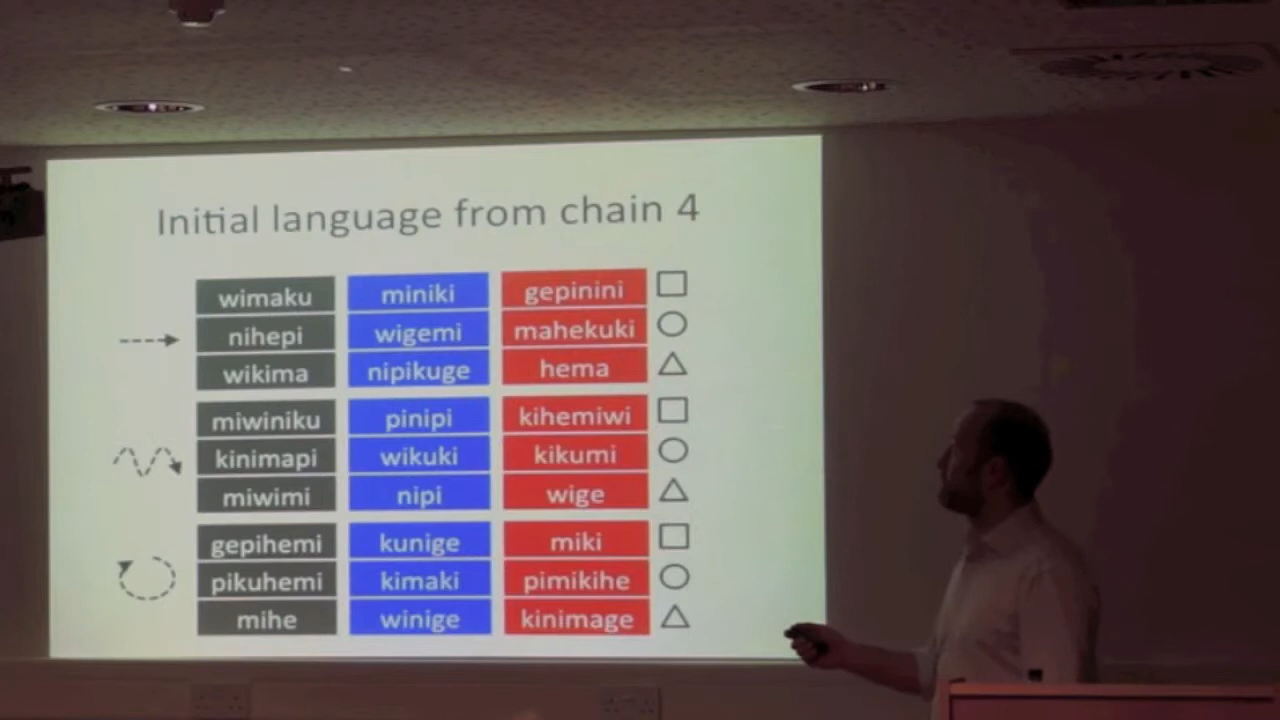 Initial language from chain 4
wimaku miniki gepinini
nihepi wigemi mahekuki
wikima nipikuge hema
miwiniku pinipi kihemiwi
kinimapi wikuki kikumi
miwimi nipi wige
gepihemi kunige miki
pikuhemi kimaki pimikihe
mihe winige kinimage